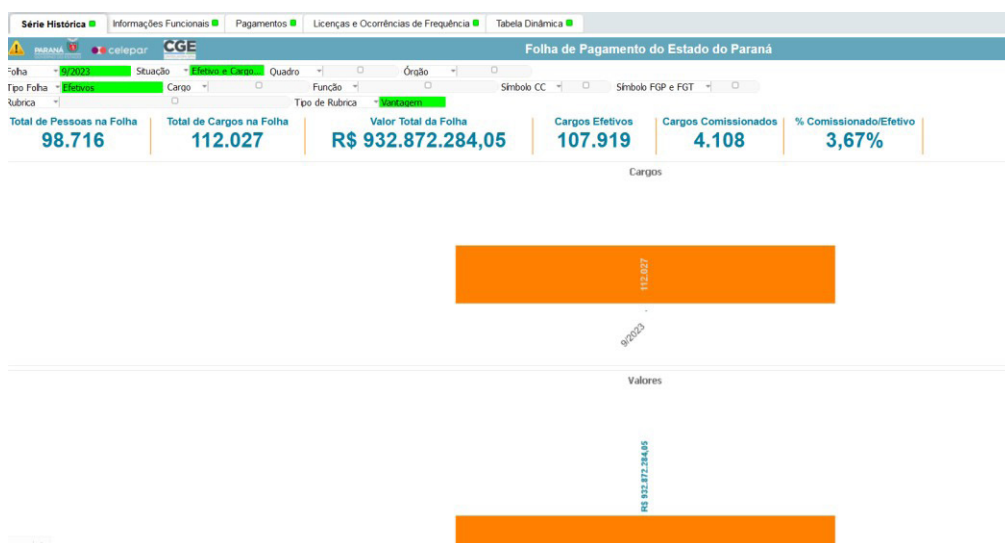 Série Histórica Informações Funcionais Pagamentos Licenças e Ocorrências de Frequência Tabela Dinâmica
PARANÁ celepar CGE Folha de Pagamento do Estado do Paraná
Folha 9/2023 Situação Efetivo e Cargo... Quadro Órgão
Tipo Folha Efetivos Cargo Função Símbolo CC Símbolo FGP e FGT
Rubrica Tipo de Rubrica Vantagem
Total de Pessoas na Folha Total de Cargos na Folha Valor Total da Folha Cargos Efetivos Cargos Comissionados % Comissionado/Efetivo
98.716 112.027 R$ 932.872.284,05 107.919 4.108 3,67%
Cargos
112.027
9/2023
Valores
R$ 932.872.284,05